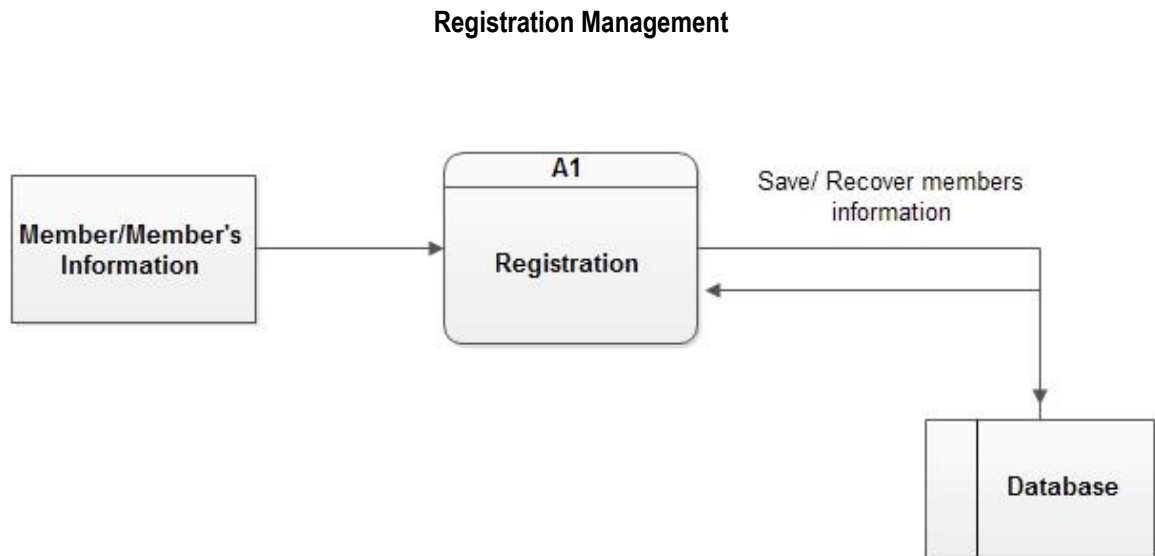 Registration Management
A1
Save/ Recover members
information
Member/Member's
Information
Registration
Database